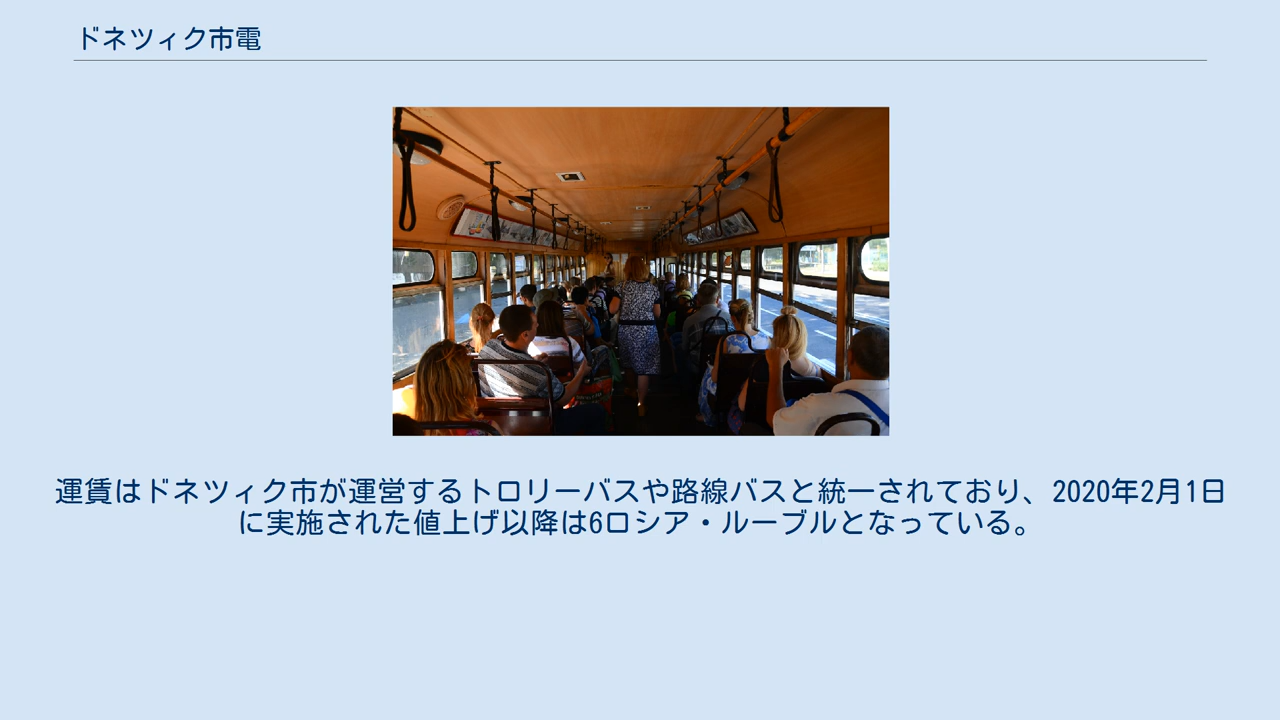 ドネツィク市電
運賃はドネツィク市が運営するトロリーバスや路線バスと統一されており、2020年2月1日
に実施された値上げ以降は6ロシア・ルーブルとなっている。